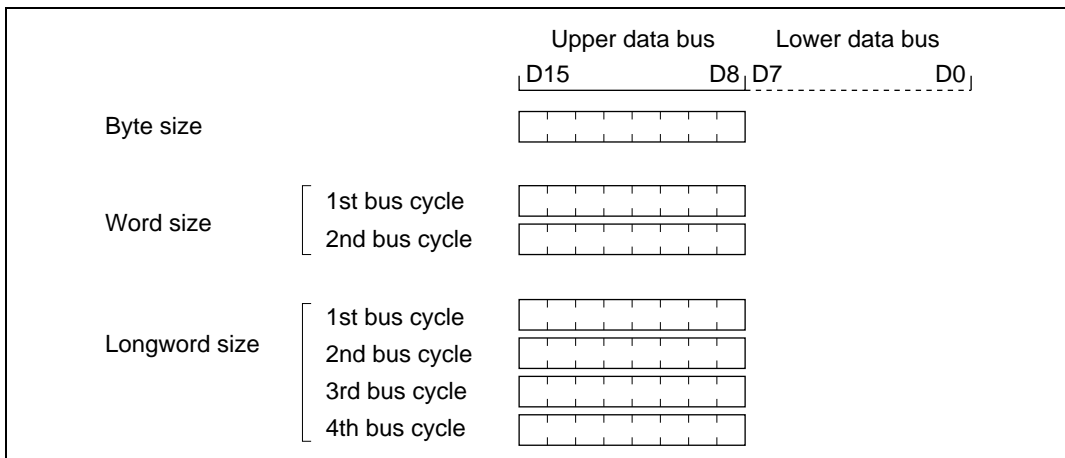 Upper data bus Lower data bus
D15 D8 D7 D0
Byte size
1st bus cycle
Word size
2nd bus cycle
1st bus cycle
Longword size
2nd bus cycle
3rd bus cycle
4th bus cycle